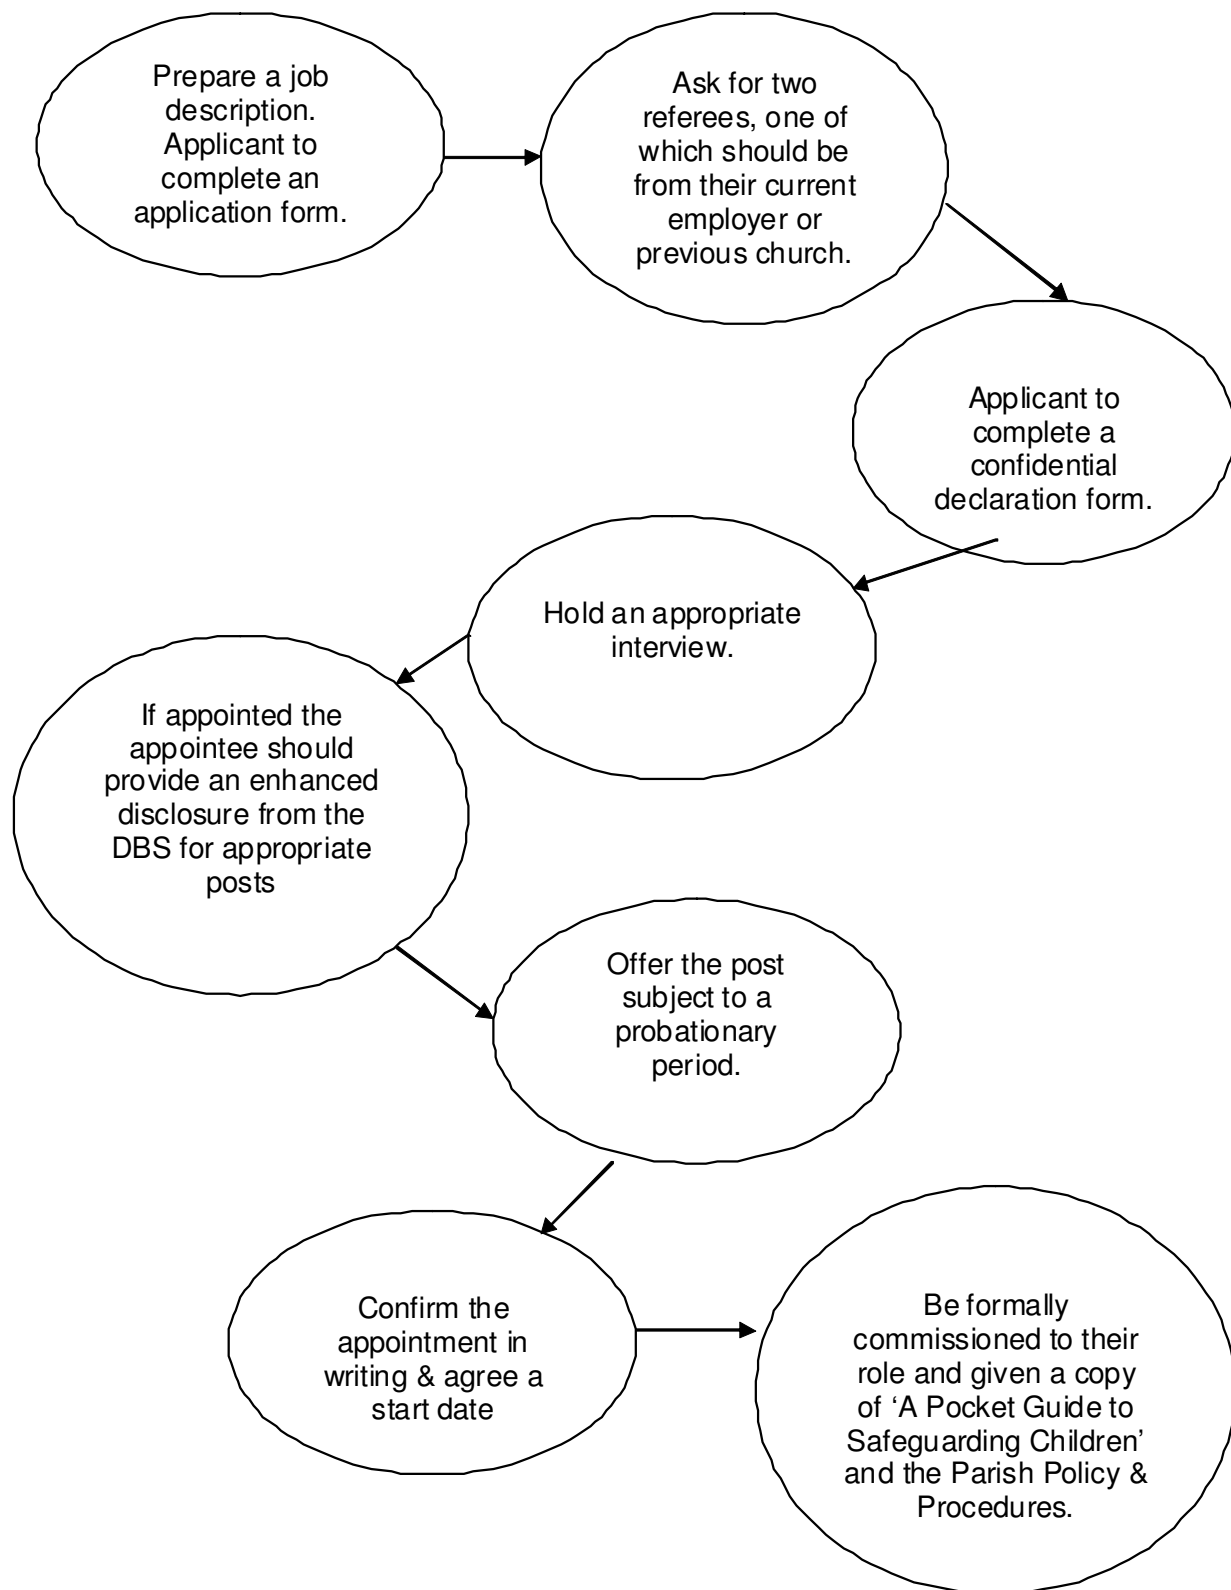 Prepare a job
description.
Applicant to
complete an
application form.
Ask for two
referees, one of
which should be
from their current
employer or
previous church.
Applicant to
complete a
confidential
declaration form.
Hold an appropriate
interview.
If appointed the
appointee should
provide an enhanced
disclosure from the
DBS for appropriate
posts
Offer the post
subject to a
probationary
period.
Confirm the
appointment in
writing & agree a
start date
Be formally
commissioned to their
role and given a copy
of ‘A Pocket Guide to
Safeguarding Children’
and the Parish Policy &
Procedures.